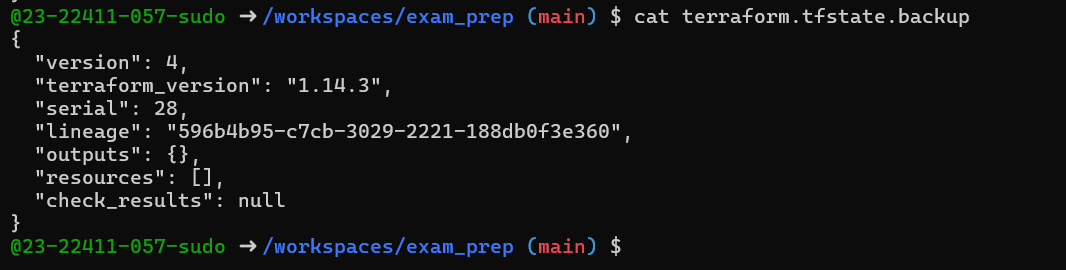 @23-22411-057-sudo ➜ /workspaces/exam_prep (main) $ cat terraform.tfstate.backup
{
  "version": 4,
  "terraform_version": "1.14.3",
  "serial": 28,
  "lineage": "596b4b95-c7cb-3029-2221-188db0f3e360",
  "outputs": {},
  "resources": [],
  "check_results": null
}
@23-22411-057-sudo ➜ /workspaces/exam_prep (main) $